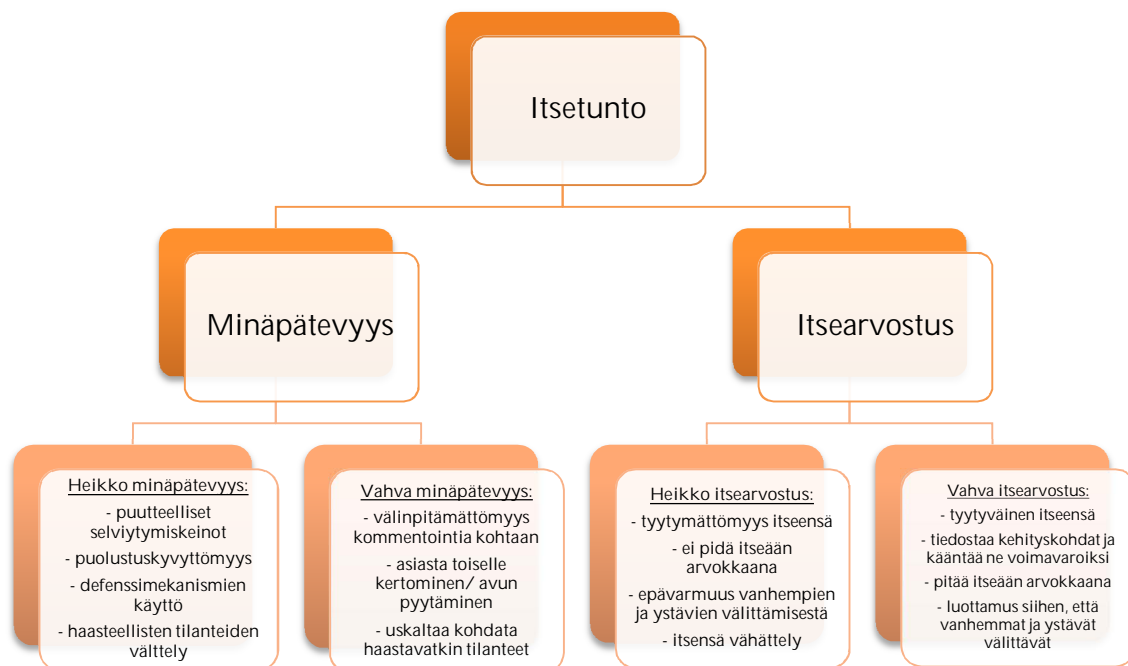 Itsetunto
Minäpätevyys
Itsearvostus
Heikko minäpätevyys:
- puutteelliset
selviytymiskeinot
- puolustuskyvyttömyys
- defenssimekanismien
käyttö
- haasteellisten tilanteiden
välttely
Vahva minäpätevyys:
- välinpitämättömyys
kommentointia kohtaan
- asiasta toiselle
kertominen/ avun
pyytäminen
- uskaltaa kohdata
haastavatkin tilanteet
Heikko itsearvostus:
- tyytymättömyys itseensä
- ei pidä itseään
arvokkaana
- epävarmuus vanhempien
ja ystävien välittämisestä
- itsensä vähättely
Vahva itsearvostus:
- tyytyväinen itseensä
- tiedostaa kehityskohdat ja
kääntää ne voimavaroiksi
- pitää itseään arvokkaana
- luottamus siihen, että
vanhemmat ja ystävät
välittävät